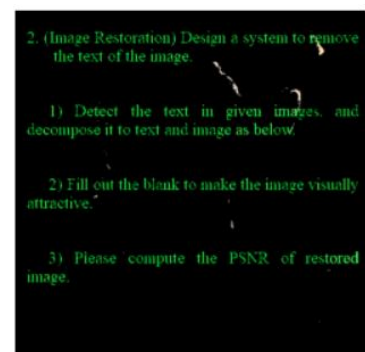 2. (Image Restoration) Design a system to remove
the text of the image.
1) Detect the text in given images, and
decompose it to text and image as below.
2) Fill out the blank to make the image visually
attractive.
3) Please compute the PSNR of restored
image.